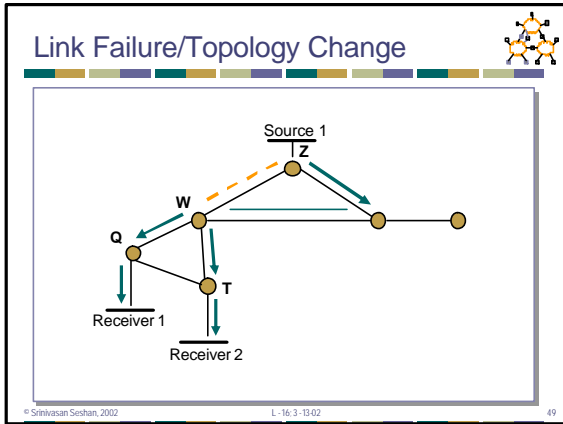 Link Failure/Topology Change
Source 1
Z
W
Q
T
Receiver 1
Receiver 2
© Srinivasan Seshan, 2002
L -16; 3 -13-02
49